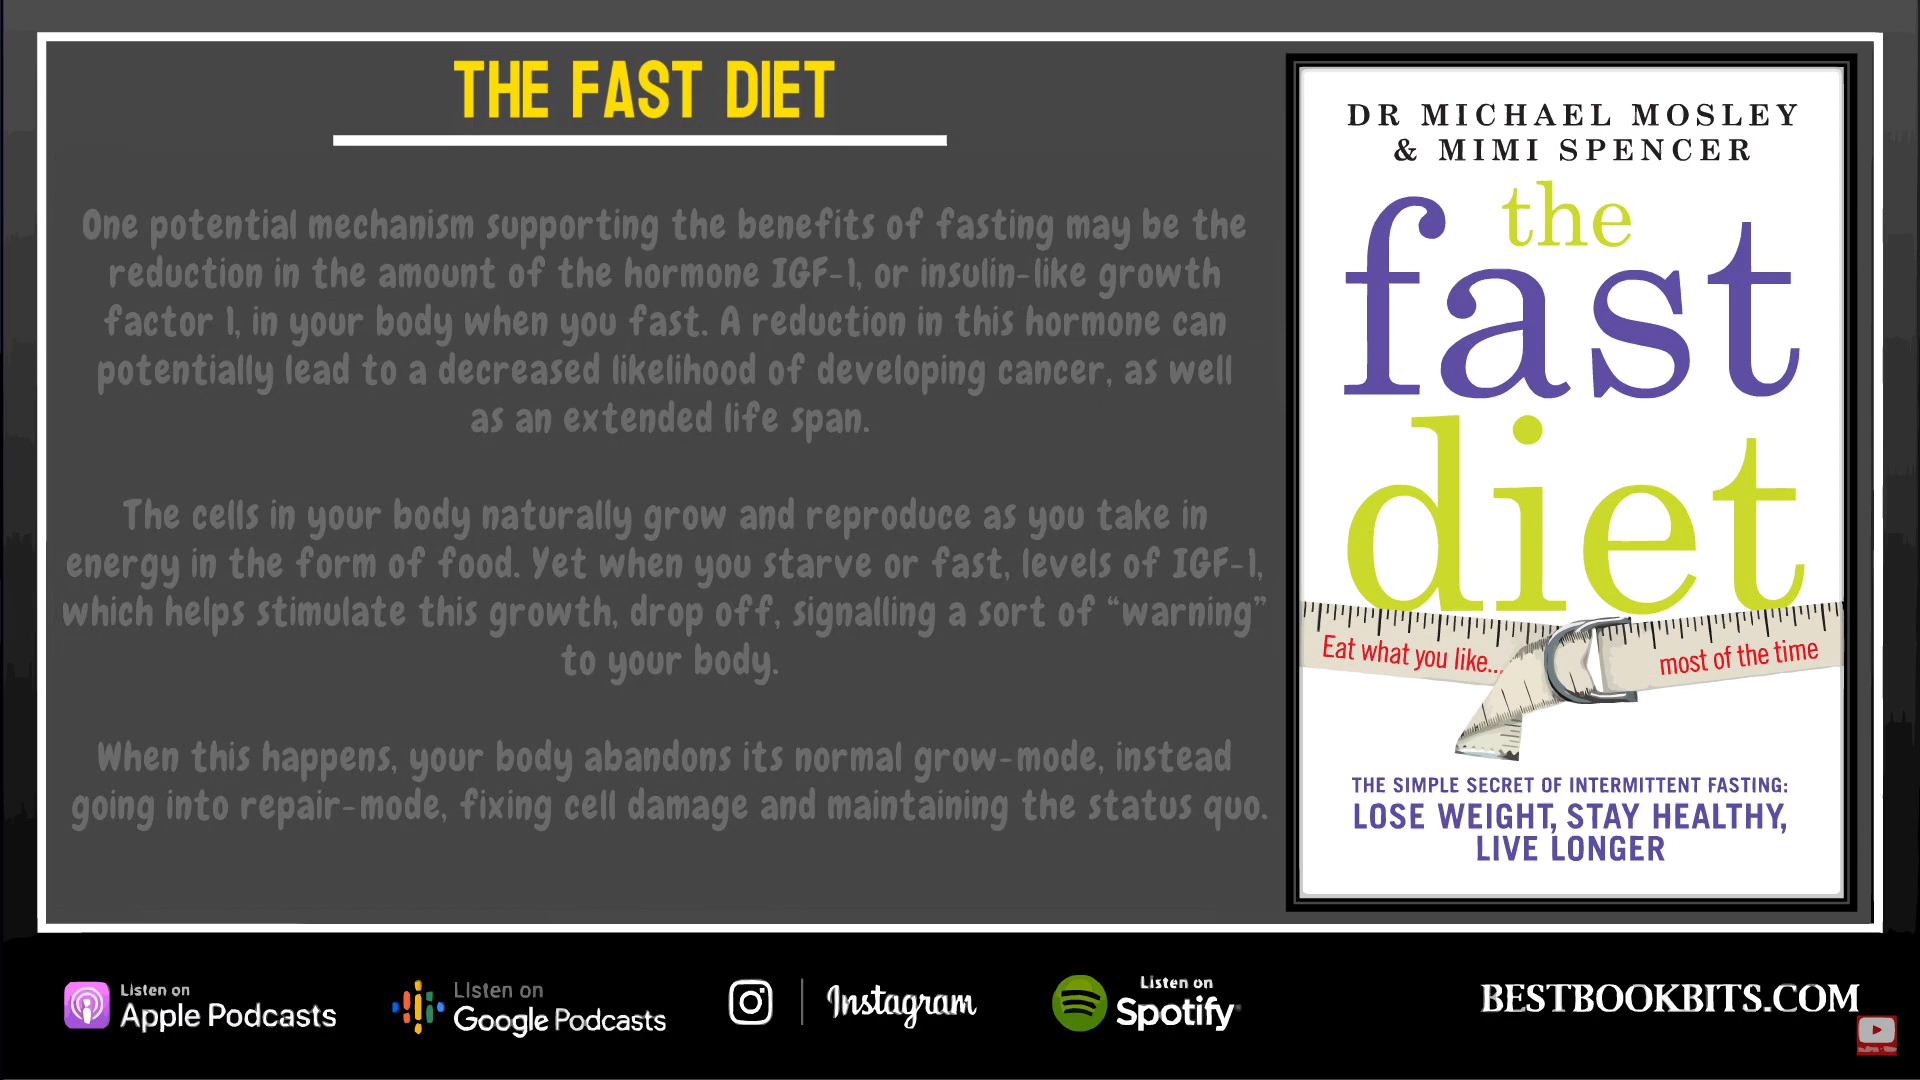 THE FAST DIET
One potential mechanism supporting the benefits of fasting may be the
reduction in the amount of the hormone IGF-1, or insulin-like growth
factor 1, in your body when you fast. A reduction in this hormone can
potentially lead to a decreased likelihood of developing cancer, as well
as an extended life span.
The cells in your body naturally grow and reproduce as you take in
energy in the form of food. Yet when you starve or fast, levels of IGF-1,
which helps stimulate this growth, drop off, signalling a sort of “warning”
to your body.
When this happens, your body abandons its normal grow-mode, instead
going into repair-mode, fixing cell damage and maintaining the status quo.
DR MICHAEL MOSLEY
& MIMI SPENCER
the
fast
diet
Eat what you like... most of the time
THE SIMPLE SECRET OF INTERMITTENT FASTING:
LOSE WEIGHT, STAY HEALTHY,
LIVE LONGER
Listen on
Apple Podcasts
Listen on
Google Podcasts
Instagram
Listen on
Spotify
BESTBOOKBITS.COM